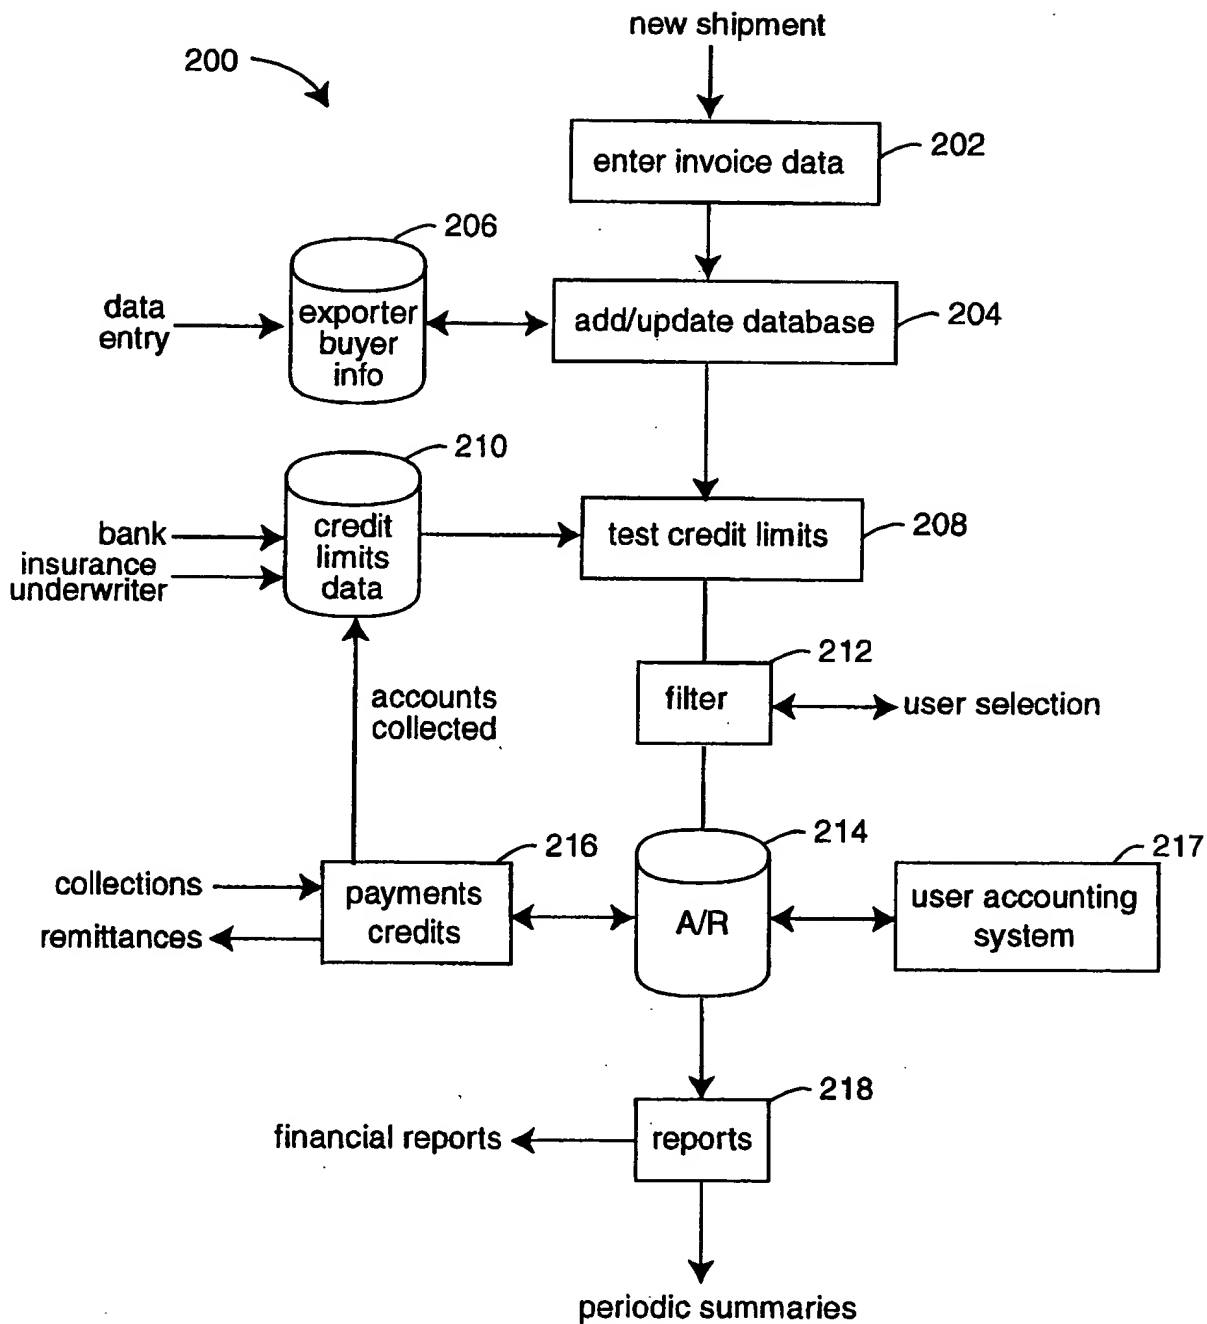 new shipment
200
enter invoice data
202
206
data
entry
exporter
buyer
info
add/update database
204
210
bank
insurance
underwriter
credit
limits
data
test credit limits
208
212
filter
user selection
accounts
collected
216
214
217
collections
remittances
payments
credits
A/R
user accounting
system
218
financial reports
reports
periodic summaries